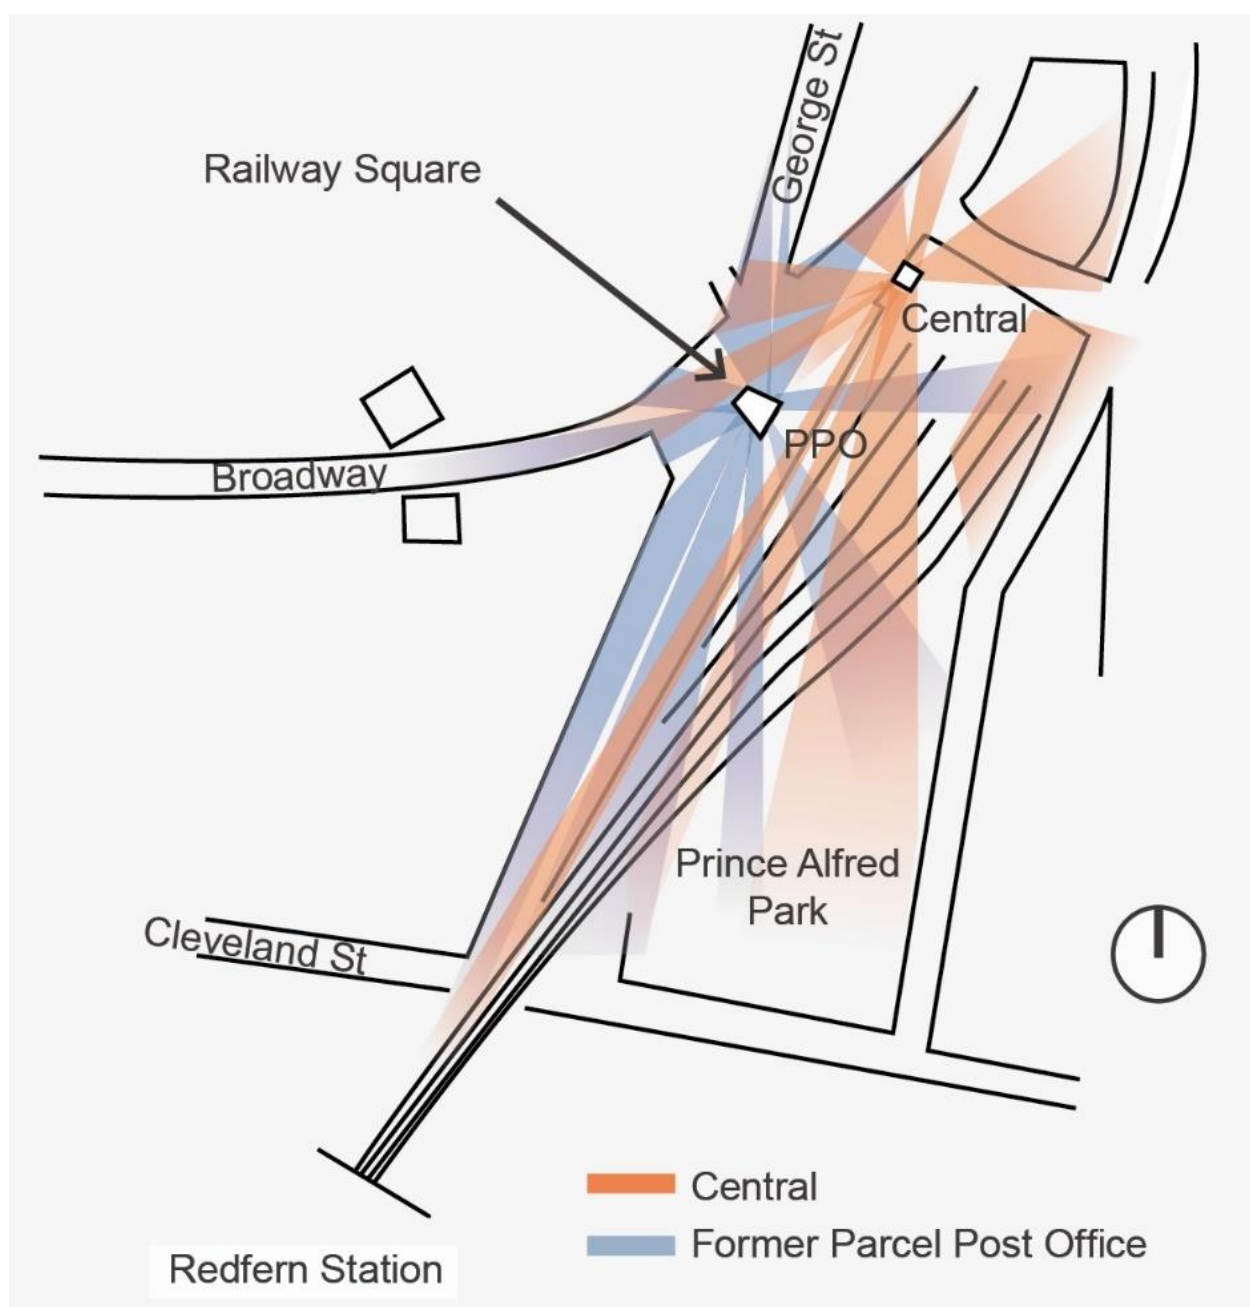 George St
Railway Square
Central
PPO
Broadway
Prince Alfred
Park
Cleveland St
Central
Former Parcel Post Office
Redfern Station